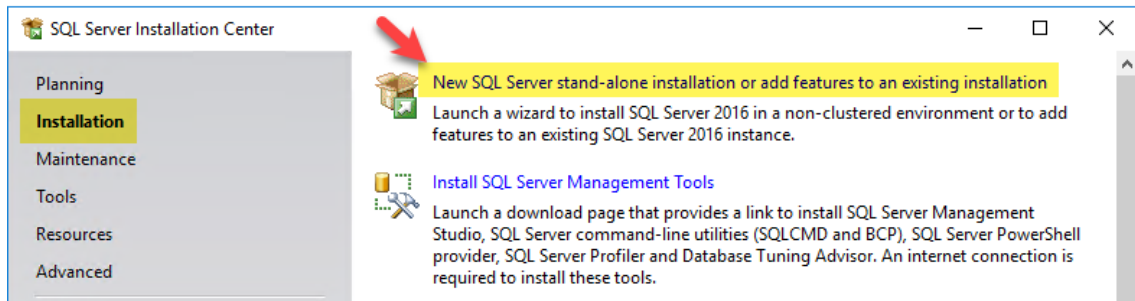 SQL Server Installation Center
Planning
Installation
Maintenance
Tools
Resources
Advanced
New SQL Server stand-alone installation or add features to an existing installation
Launch a wizard to install SQL Server 2016 in a non-clustered environment or to add
features to an existing SQL Server 2016 instance.
Install SQL Server Management Tools
Launch a download page that provides a link to install SQL Server Management
Studio, SQL Server command-line utilities (SQLCMD and BCP), SQL Server PowerShell
provider, SQL Server Profiler and Database Tuning Advisor. An internet connection is
required to install these tools.